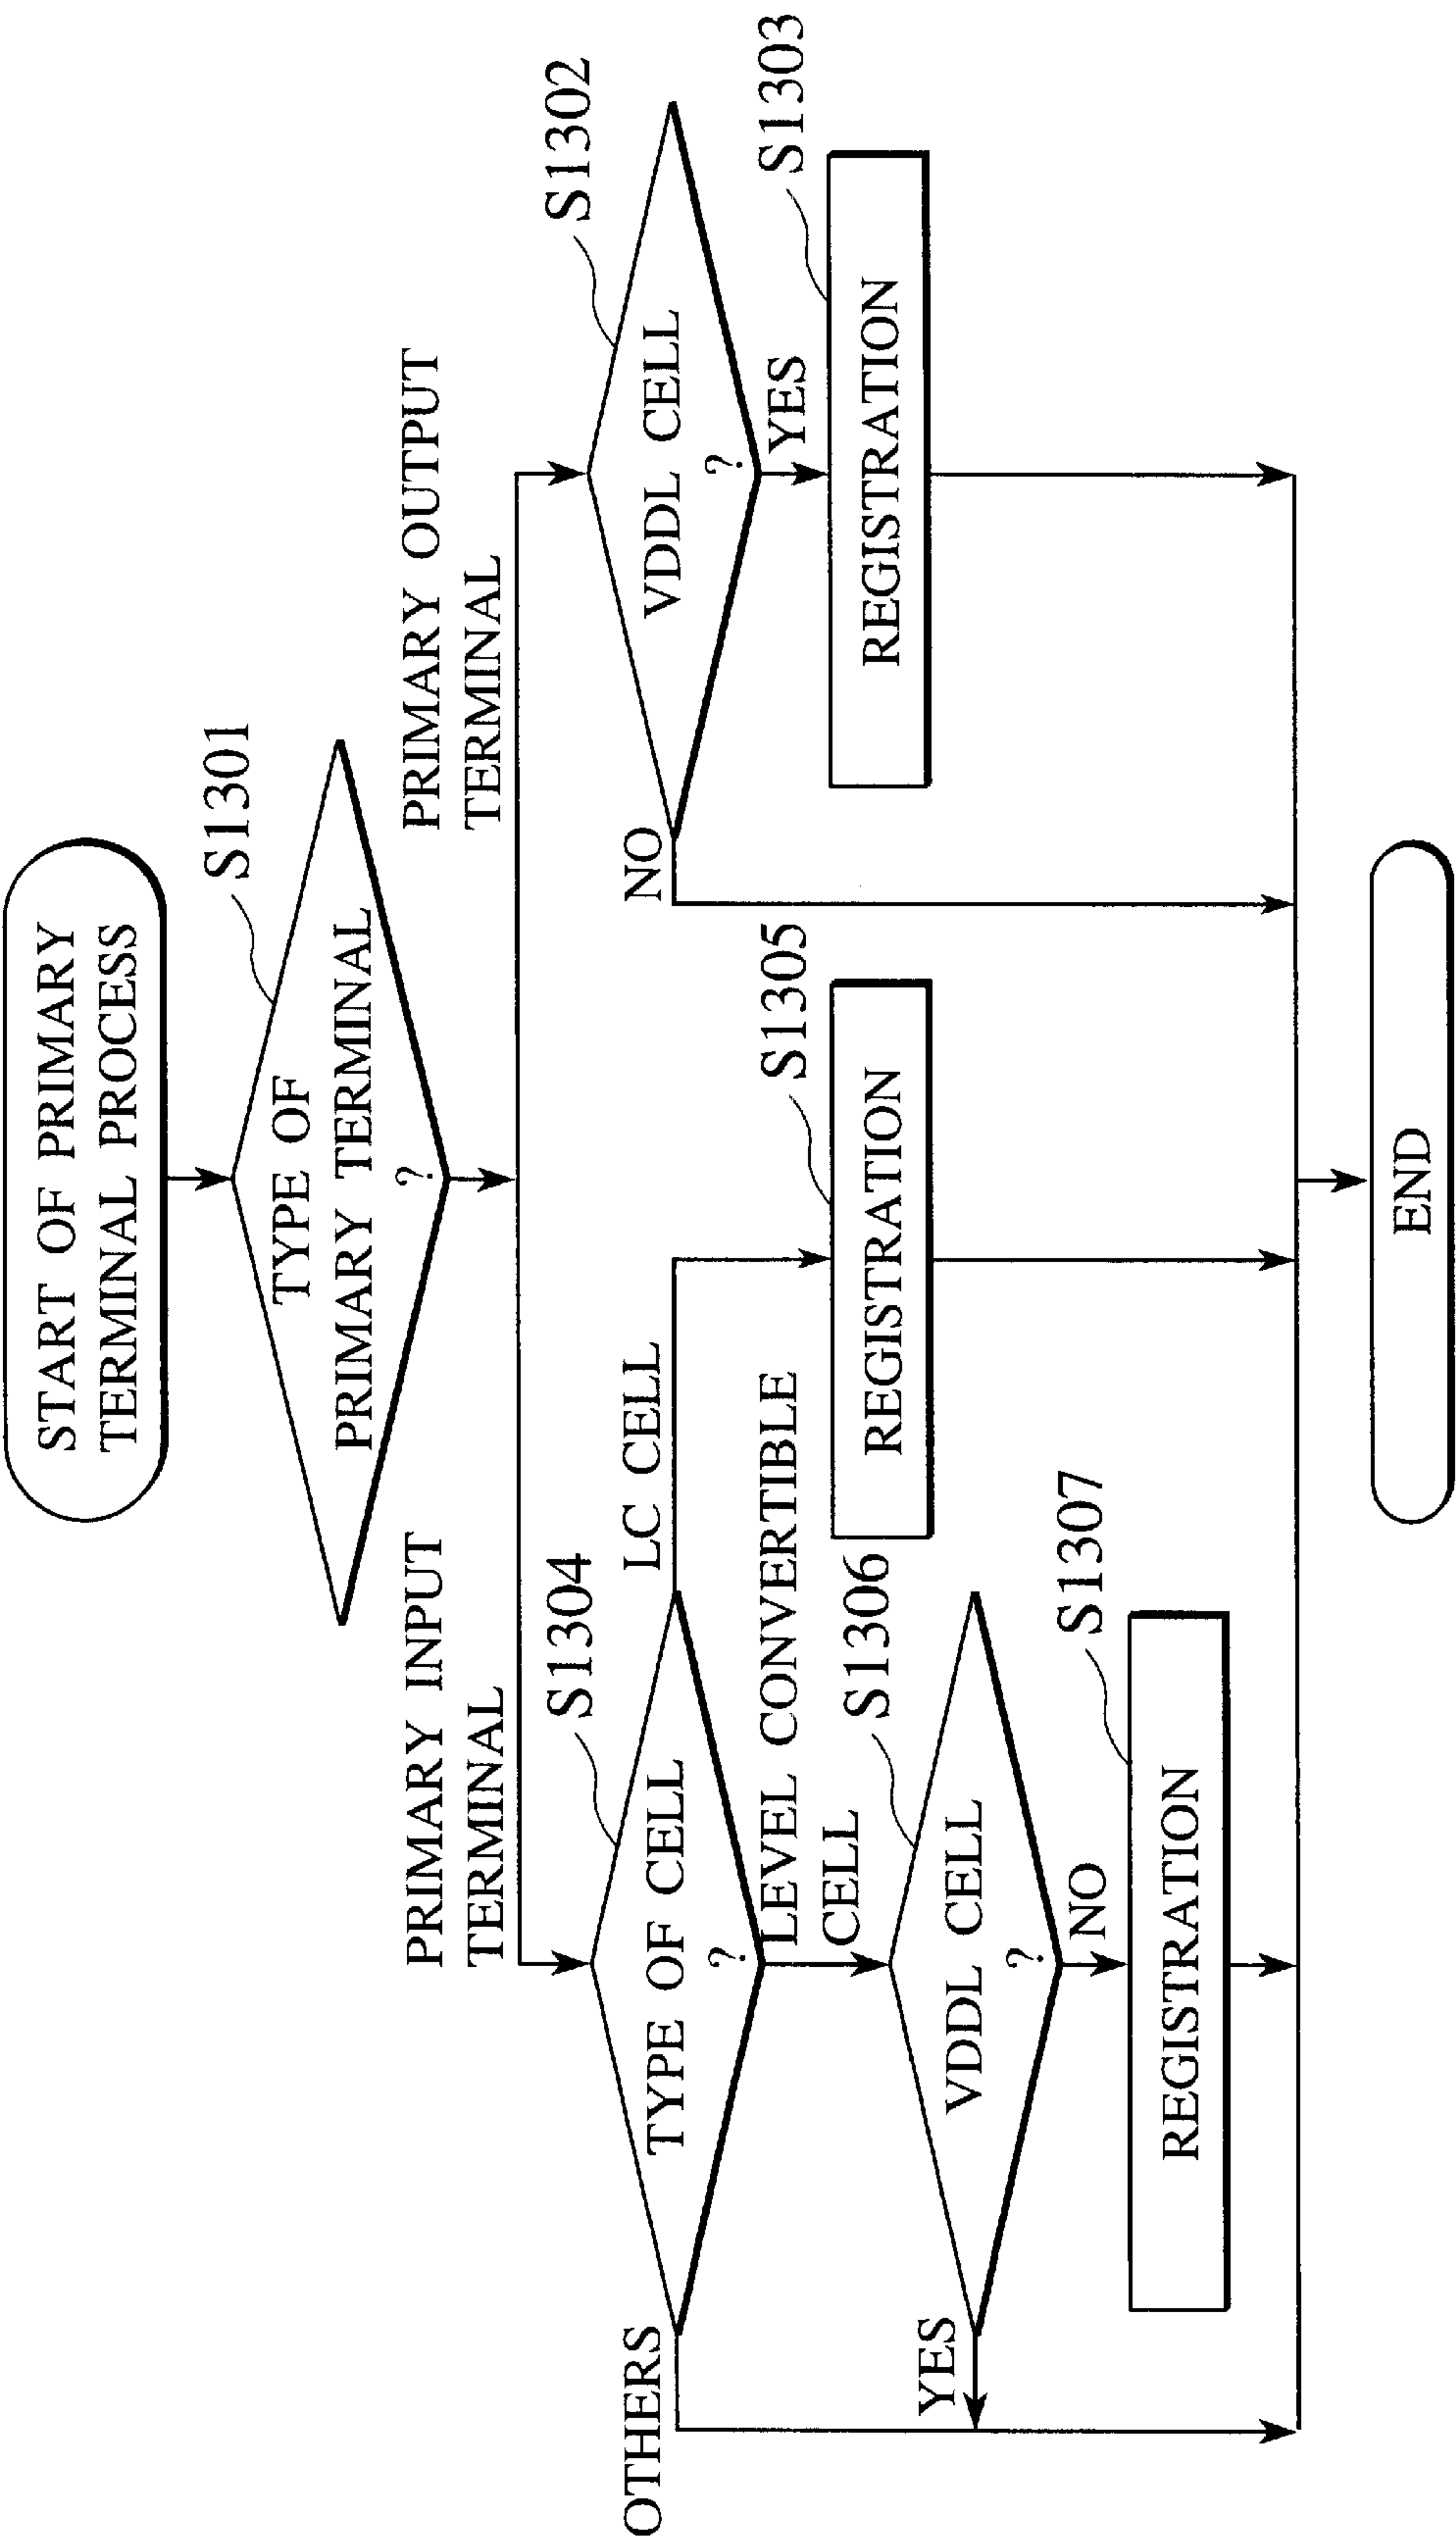 START OF PRIMARY
TERMINAL PROCESS
S1301
TYPE OF
PRIMARY TERMINAL
?
PRIMARY INPUT
TERMINAL
PRIMARY OUTPUT
TERMINAL
S1304
TYPE OF CELL
?
OTHERS
LC CELL
LEVEL CONVERTIBLE
CELL
S1302
VDDL CELL
?
NO
YES
S1305
REGISTRATION
S1303
REGISTRATION
S1306
VDDL CELL
?
YES
NO
S1307
REGISTRATION
END